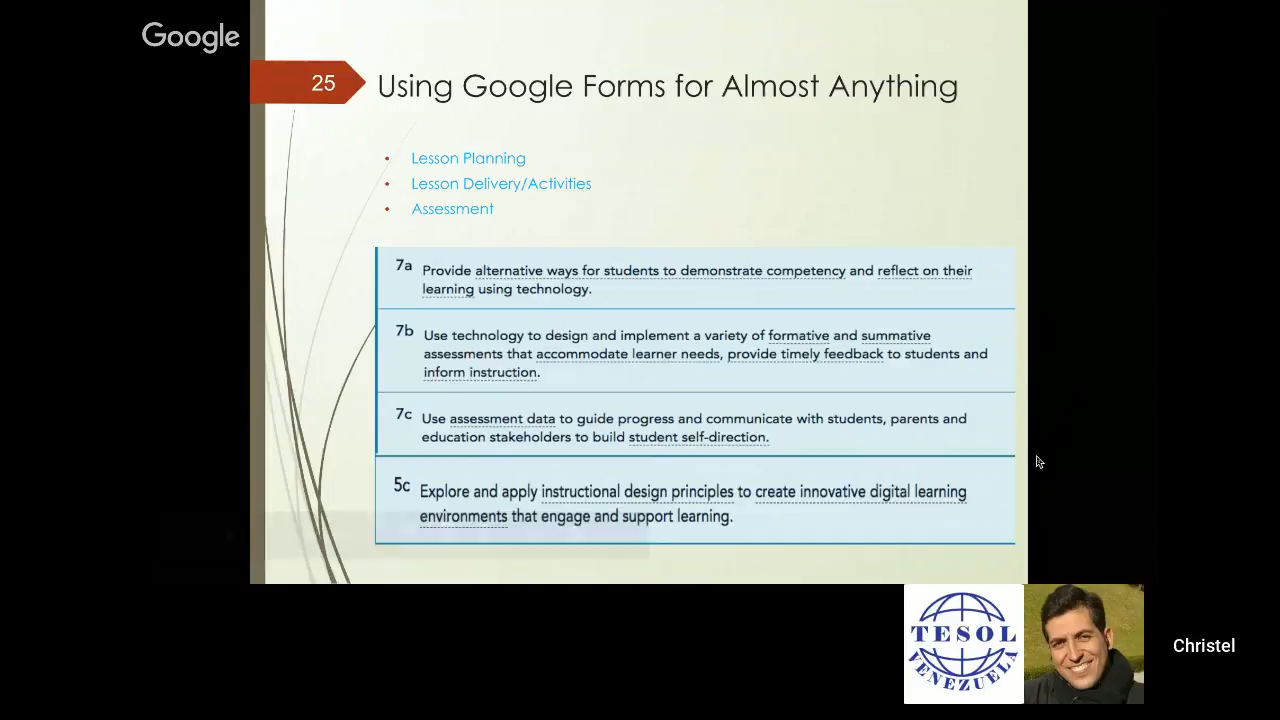 Google
25
Using Google Forms for Almost Anything
• Lesson Planning
• Lesson Delivery/Activities
• Assessment
7a Provide alternative ways for students to demonstrate competency and reflect on their
learning using technology.
7b Use technology to design and implement a variety of formative and summative
assessments that accommodate learner needs, provide timely feedback to students and
inform instruction.
7c Use assessment data to guide progress and communicate with students, parents and
education stakeholders to build student self-direction.
5c Explore and apply instructional design principles to create innovative digital learning
environments that engage and support learning.
TESOL
VENEZUELA
Christel